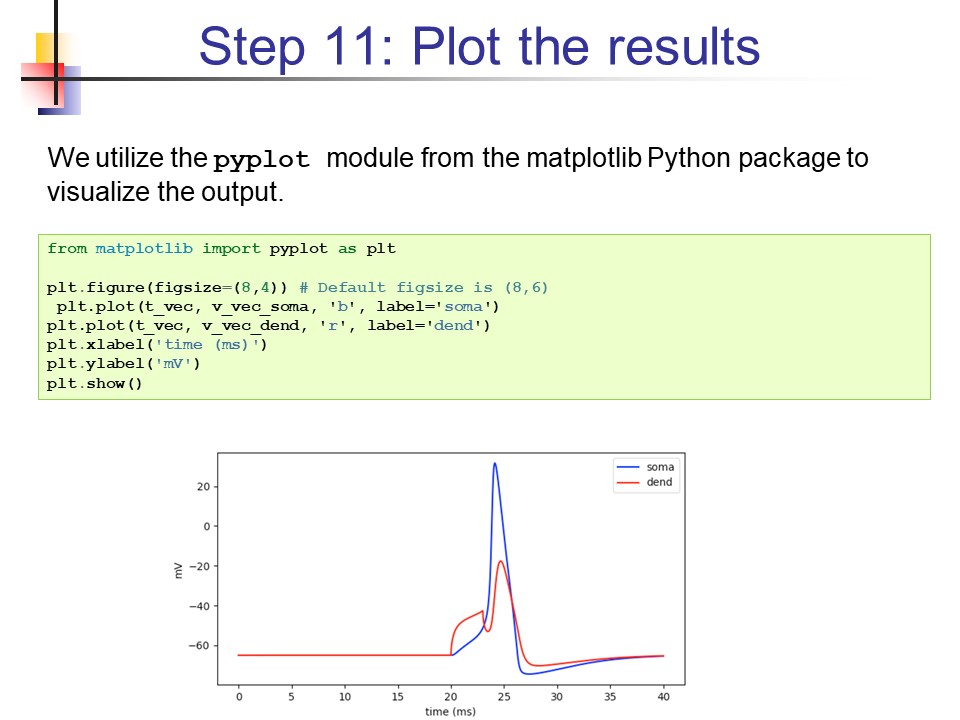 Step 11: Plot the results
We utilize the pyplot module from the matplotlib Python package to
visualize the output.
from matplotlib import pyplot as plt
plt.figure(figsize=(8,4)) # Default figsize is (8,6)
 plt.plot(t_vec, v_vec_soma, 'b', label='soma')
plt.plot(t_vec, v_vec_dend, 'r', label='dend')
plt.xlabel('time (ms)')
plt.ylabel('mV')
plt.show()
soma
dend
20
0
−20
−40
−60
mV
0 5 10 15 20 25 30 35 40
time (ms)